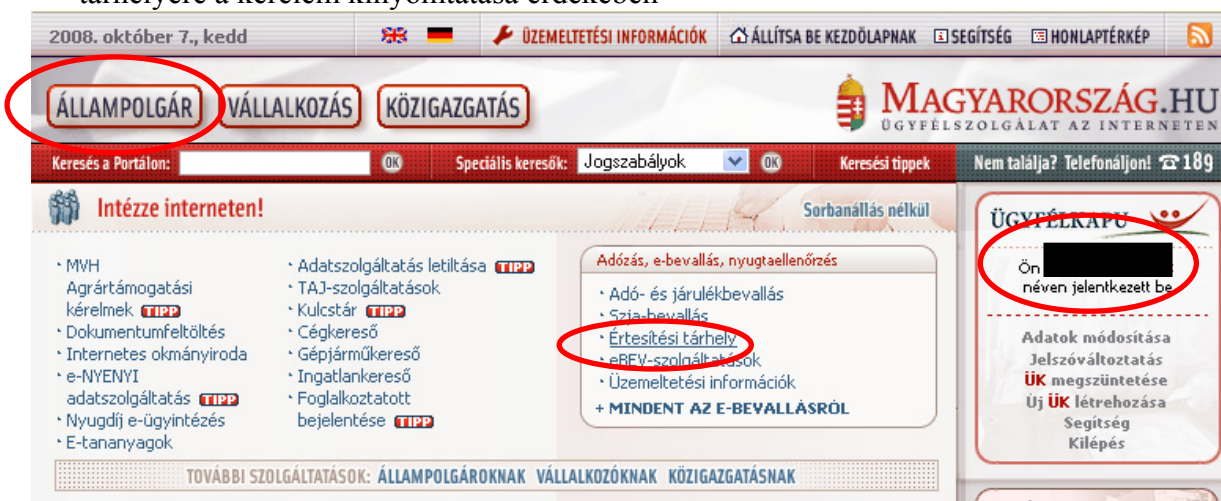 tárhelyére a kérelem kinyomtatása érdekében
2008. október 7., kedd
ÜZEMELTETÉSI INFORMÁCIÓK
ÁLLÍTSA BE KEZDŐLAPNAK
SEGÍTSÉG
HONLAPTÉRKÉP
ÁLLAMPOLGÁR
VÁLLALKOZÁS
KÖZIGAZGATÁS
MAGYARORSZÁG.HU
ÜGYFÉLSZOLGÁLAT AZ INTERNETEN
Keresés a Portálon:
OK
Speciális keresők:
Jogszabályok
OK
Keresési tippek
Nem találja? Telefonáljon! 189
Intézze interneten!
Sorbanállás nélkül
MVH
Agrártámogatási
kérelmek TIPP
Dokumentumfeltöltés
Internetes okmányiroda
e-NYENYI
adatszolgáltatás TIPP
Nyugdíj e-ügyintézés
E-tananyagok
Adatszolgáltatás letiltása TIPP
TAJ-szolgáltatások
Kulcstár TIPP
Cégkereső
Gépjárműkereső
Ingatlankereső
Foglalkoztatott
bejelentése TIPP
Adózás, e-bevallás, nyugtaellenőrzés
Adó- és járulékbevallás
Szja-bevallás
Értesítési tárhely
eBEV-szolgáltatások
Üzemeltetési információk
+ MINDENT AZ E-BEVALLÁSRÓL
TOVÁBBI SZOLGÁLTATÁSOK: ÁLLAMPOLGÁROKNAK VÁLLALKOZÓKNAK KÖZIGAZGATÁSNAK
ÜGYFÉLKAPU
Ön
néven jelentkezett be
Adatok módosítása
Jelszóváltoztatás
ÜK megszüntetése
Új ÜK létrehozása
Segítség
Kilépés